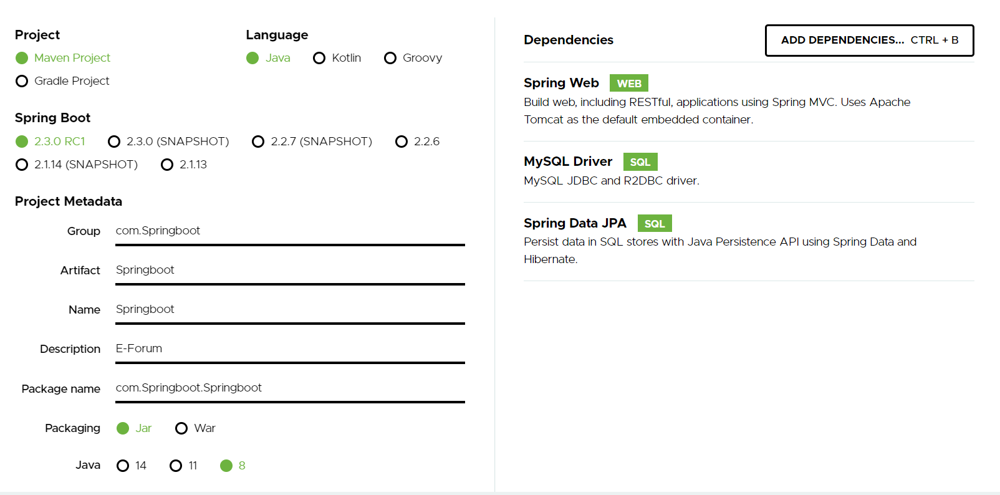 Project
Maven Project
Gradle Project
Language
Java Kotlin Groovy
Spring Boot
2.3.0 RC1 2.3.0 (SNAPSHOT) 2.2.7 (SNAPSHOT) 2.2.6
2.1.14 (SNAPSHOT) 2.1.13
Project Metadata
Group com.Springboot
Artifact Springboot
Name Springboot
Description E-Forum
Package name com.Springboot.Springboot
Packaging Jar War
Java 14 11 8
Dependencies ADD DEPENDENCIES... CTRL + B
Spring Web WEB
Build web, including RESTful, applications using Spring MVC. Uses Apache
Tomcat as the default embedded container.
MySQL Driver SQL
MySQL JDBC and R2DBC driver.
Spring Data JPA SQL
Persist data in SQL stores with Java Persistence API using Spring Data and
Hibernate.